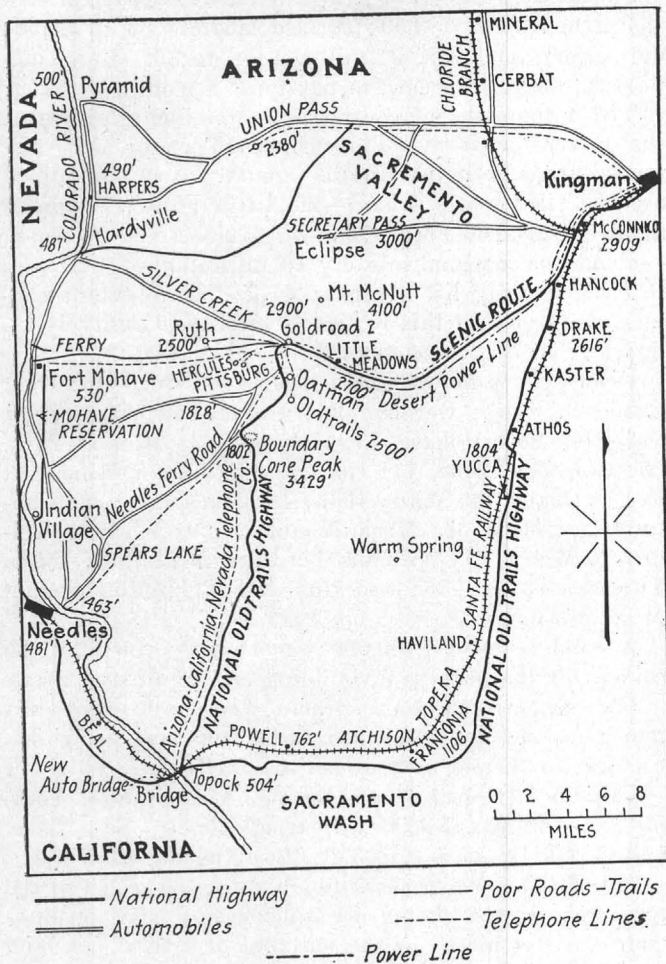 MINERAL
CHLORIDE
BRANCH
CERBAT
ARIZONA
500'
Pyramid
NEVADA
COLORADO RIVER
UNION PASS
2380'
490'
HARPERS
SACRAMENTO
VALLEY
Kingman
Hardyville
481'
SECRETARY PASS
Eclipse
3000'
McCONNKO
2909'
SILVER CREEK
Mt. McNutt
4100'
HANCOCK
2900'
Goldroad 2
Ruth
2500'
SCENIC ROUTE
DRAKE
2616'
FERRY
LITTLE
MEADOWS
HERCULES
PITTSBURG
Fort Mohave
530'
2700'
Desert Power Line
KASTER
Oatman
Oldtrails 2500'
MOHAVE
RESERVATION
1828'
Needles Ferry Road
1802'
Boundary
Cone Peak
3429'
ATHOS
1804'
YUCCA
Indian
Village
SPEARS LAKE
Arizona-California-Nevada Telephone Co.
NATIONAL OLDTRAILS HIGHWAY
Warm Spring
463'
Needles
481'
HAVILAND
ATCHISON TOPEKA SANTA FE RAILWAY
NATIONAL OLD TRAILS HIGHWAY
BEAL
POWELL 762'
FRANCONIA
1106'
New
Auto Bridge
Bridge
Topock 504'
SACRAMENTO
WASH
0 2 4 6 8
MILES
CALIFORNIA
National Highway
Poor Roads-Trails
Automobiles
Telephone Lines
Power Line